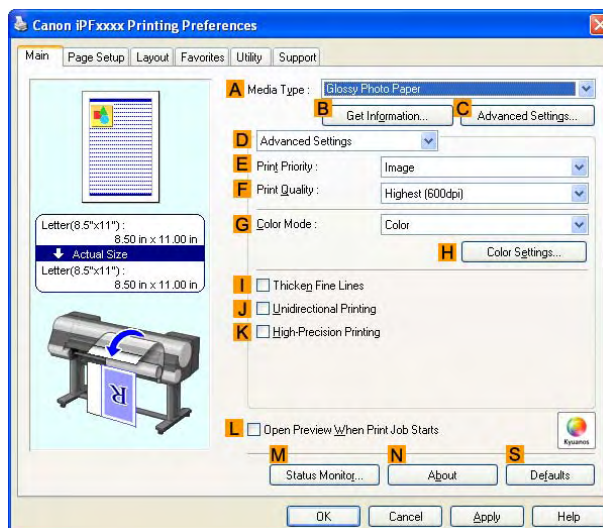 Canon iPFxxxx Printing Preferences
Main Page Setup Layout Favorites Utility Support
A Media Type : Glossy Photo Paper
B Get Information... C Advanced Settings...
D Advanced Settings
E Print Priority : Image
F Print Quality : Highest (600dpi)
G Color Mode : Color
H Color Settings...
Letter(8.5"x11") :
8.50 in x 11.00 in
Actual Size
Letter(8.5"x11") :
8.50 in x 11.00 in
R
I Thicken Fine Lines
J Unidirectional Printing
K High-Precision Printing
L Open Preview When Print Job Starts
Kyuanos
M Status Monitor... N About S Defaults
OK Cancel Apply Help